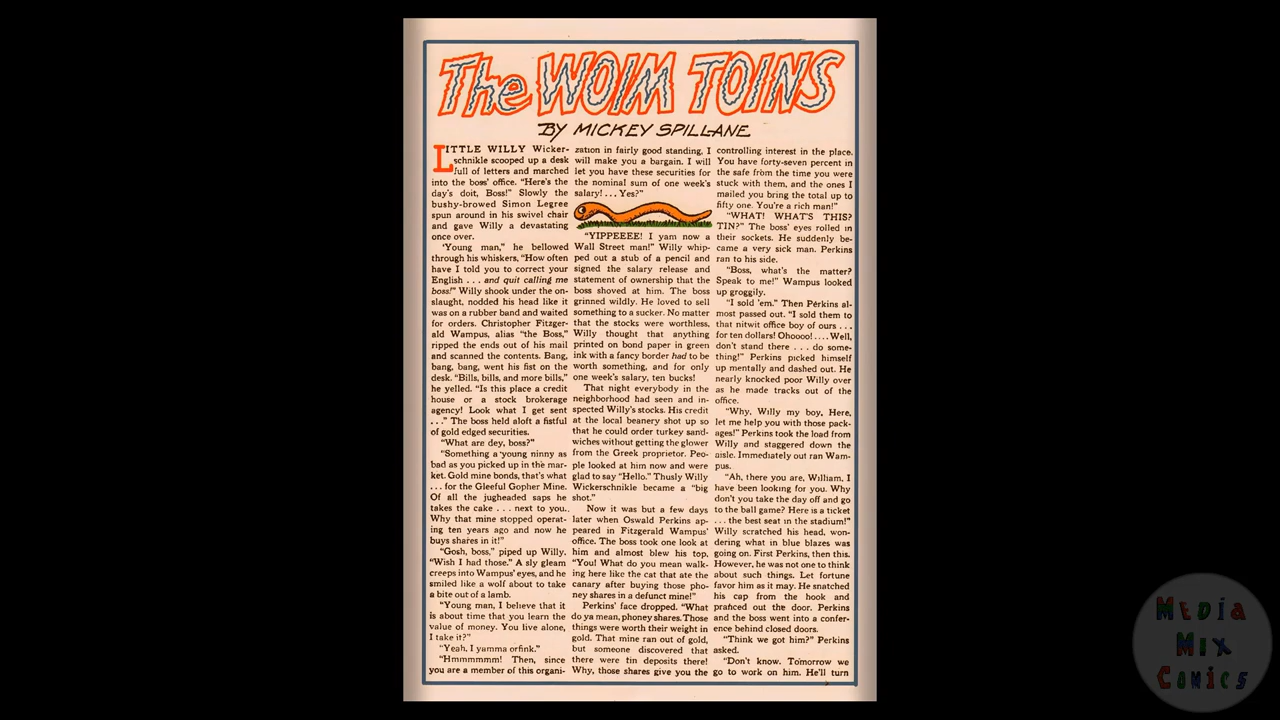 The WOIM TOINS
BY MICKEY SPILLANE
LITTLE WILLY Wicker-
schnikle scooped up a desk
full of letters and marched
into the boss' office. "Here's the
day's doit, Boss!" Slowly the
bushy-browed Simon Legree
spun around in his swivel chair
and gave Willy a devastating
once over.
'Young man," he bellowed
through his whiskers, "How often
have I told you to correct your
English . . . and quit calling me
boss!" Willy shook under the on-
slaught, nodded his head like it
was on a rubber band and waited
for orders. Christopher Fitzger-
ald Wampus, alias "the Boss,"
ripped the ends out of his mail
and scanned the contents. Bang,
bang, bang, went his fist on the
desk. "Bills, bills, and more bills,"
he yelled. "Is this place a credit
house or a stock brokerage
agency! Look what I get sent
. . ." The boss held aloft a fistful
of gold edged securities.
"What are dey, boss?"
"Something a young ninny as
bad as you picked up in the mar-
ket. Gold mine bonds, that's what
. . . for the Gleeful Gopher Mine.
Of all the jugheaded saps he
takes the cake . . . next to you.
Why that mine stopped operat-
ing ten years ago and now he
buys shares in it!"
"Gosh, boss," piped up Willy.
"Wish I had those." A sly gleam
creeps into Wampus' eyes, and he
smiled like a wolf about to take
a bite out of a lamb.
"Young man, I believe that it
is about time that you learn the
value of money. You live alone,
I take it?"
"Yeah, I yamma orfink."
"Hmmmmm! Then, since
you are a member of this organi-
zation in fairly good standing, I
will make you a bargain. I will
let you have these securities for
the nominal sum of one week's
salary! . . . Yes?"
"YIPPEEEE! I yam now a
Wall Street man!" Willy whip-
ped out a stub of a pencil and
signed the salary release and
statement of ownership that the
boss shoved at him. The boss
grinned wildly. He loved to sell
something to a sucker. No matter
that the stocks were worthless,
Willy thought that anything
printed on bond paper in green
ink with a fancy border had to be
worth something, and for only
one week's salary, ten bucks!
That night everybody in the
neighborhood had seen and in-
spected Willy's stocks. His credit
at the local beanery shot up so
that he could order turkey sand-
wiches without getting the glower
from the Greek proprietor. Peo-
ple looked at him now and were
glad to say "Hello." Thusly Willy
Wickerschnikle became a "big
shot."
Now it was but a few days
later when Oswald Perkins ap-
peared in Fitzgerald Wampus'
office. The boss took one look at
him and almost blew his top,
"You! What do you mean walk-
ing here like the cat that ate the
canary after buying those pho-
ney shares in a defunct mine!"
Perkins' face dropped. "What
do ya mean, phoney shares. Those
things were worth their weight in
gold. That mine ran out of gold,
but someone discovered that
there were tin deposits there!
Why, those shares give you the
controlling interest in the place.
You have forty-seven percent in
the safe from the time you were
stuck with them, and the ones I
mailed you bring the total up to
fifty one. You're a rich man!"
"WHAT! WHAT'S THIS?
TIN?" The boss' eyes rolled in
their sockets. He suddenly be-
came a very sick man. Perkins
ran to his side.
"Boss, what's the matter?
Speak to me!" Wampus looked
up groggily.
"I sold 'em." Then Perkins al-
most passed out. "I sold them to
that nitwit office boy of ours . . .
for ten dollars! Ohoooo! . . . . Well,
don't stand there . . . do some-
thing!" Perkins picked himself
up mentally and dashed out. He
nearly knocked poor Willy over
as he made tracks out of the
office.
"Why, Willy my boy, Here,
let me help you with those pack-
ages!" Perkins took the load from
Willy and staggered down the
aisle. Immediately out ran Wam-
pus.
"Ah, there you are, William, I
have been looking for you. Why
don't you take the day off and go
to the ball game? Here is a ticket
. . . the best seat in the stadium!"
Willy scratched his head, won-
dering what in blue blazes was
going on. First Perkins, then this.
However, he was not one to think
about such things. Let fortune
favor him as it may. He snatched
his cap from the hook and
pranced out the door. Perkins
and the boss went into a confer-
ence behind closed doors.
"Think we got him?" Perkins
asked.
"Don't know. Tomorrow we
go to work on him. He'll turn
MEDIA
MIX
COMICS